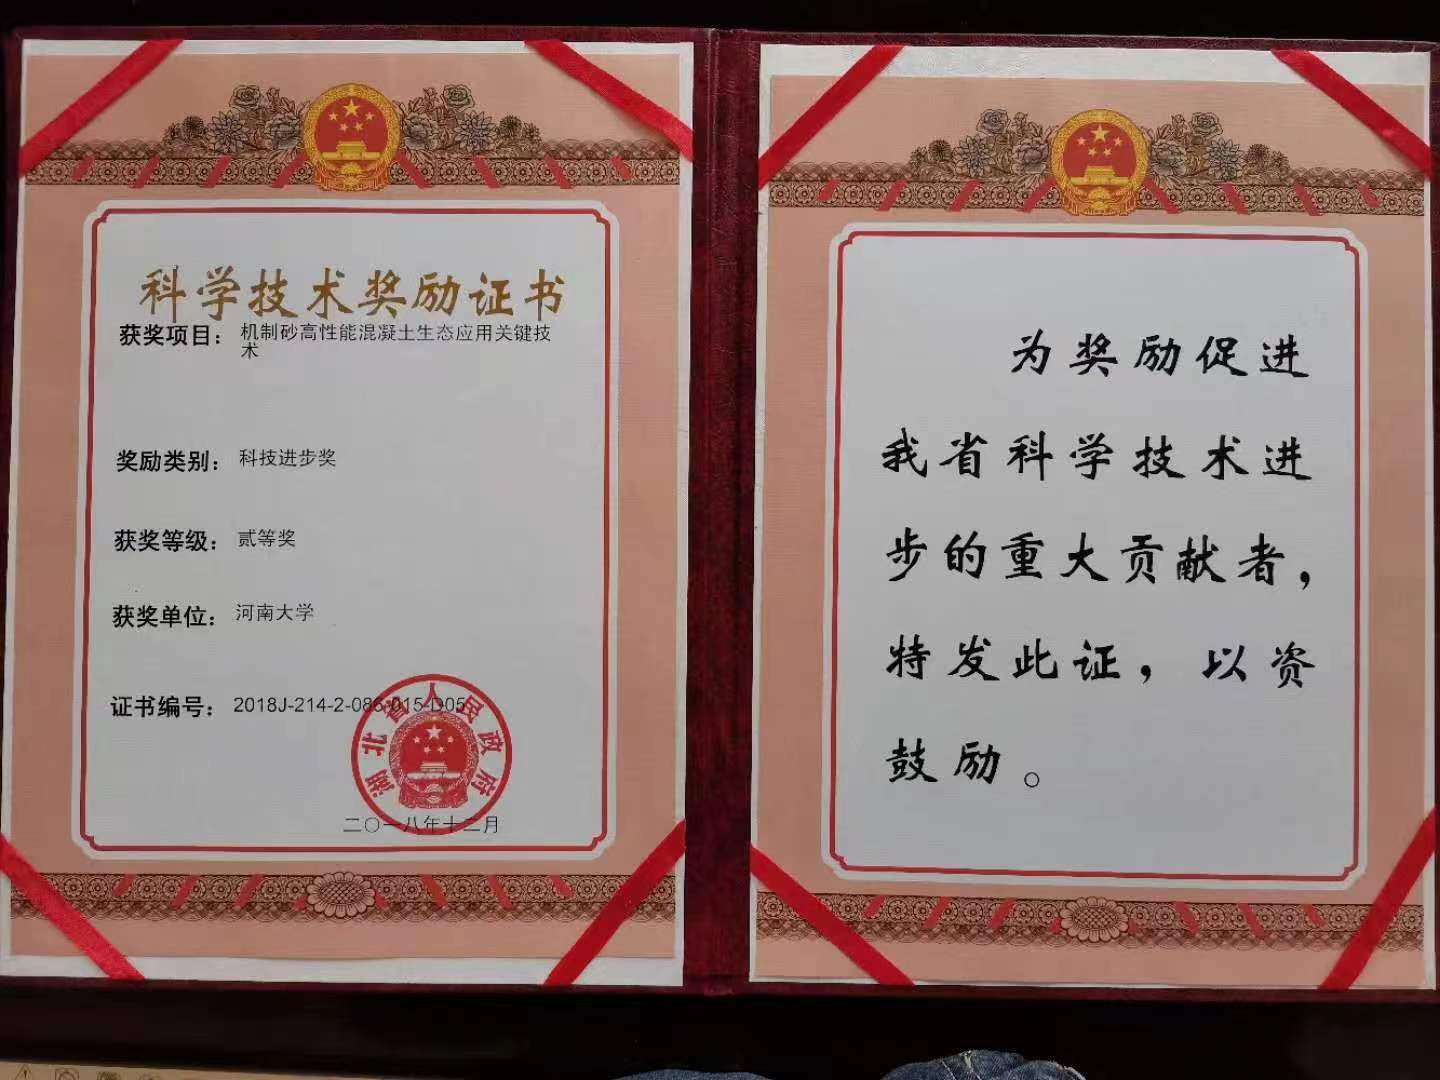 科学技术奖励证书
获奖项目：机制砂高性能混凝土生态应用关键技
术
奖励类别：科技进步奖
获奖等级：贰等奖
获奖单位：河南大学
证书编号：2018J-214-2-086-015-D05
湖北省人民政府
二〇一八年十二月
为奖励促进
我省科学技术进
步的重大贡献者，
特发此证，以资
鼓励。